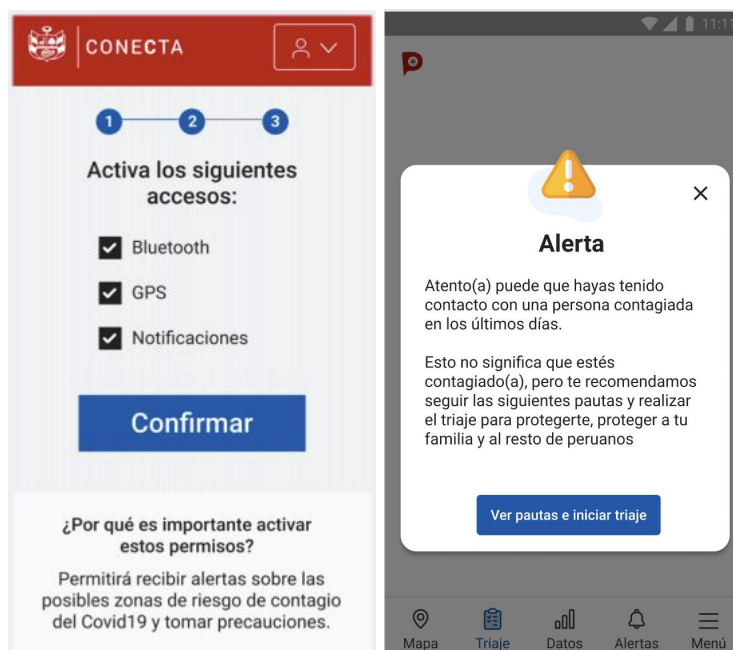 CONECTA
1 2 3
Activa los siguientes
accesos:
Bluetooth
GPS
Notificaciones
Confirmar
¿Por qué es importante activar
estos permisos?
Permitirá recibir alertas sobre las
posibles zonas de riesgo de contagio
del Covid19 y tomar precauciones.
Alerta
Atento(a) puede que hayas tenido
contacto con una persona contagiada
en los últimos días.
Esto no significa que estés
contagiado(a), pero te recomendamos
seguir las siguientes pautas y realizar
el triaje para protegerte, proteger a tu
familia y al resto de peruanos
Ver pautas e iniciar triaje
Mapa Triaje Datos Alertas Menú